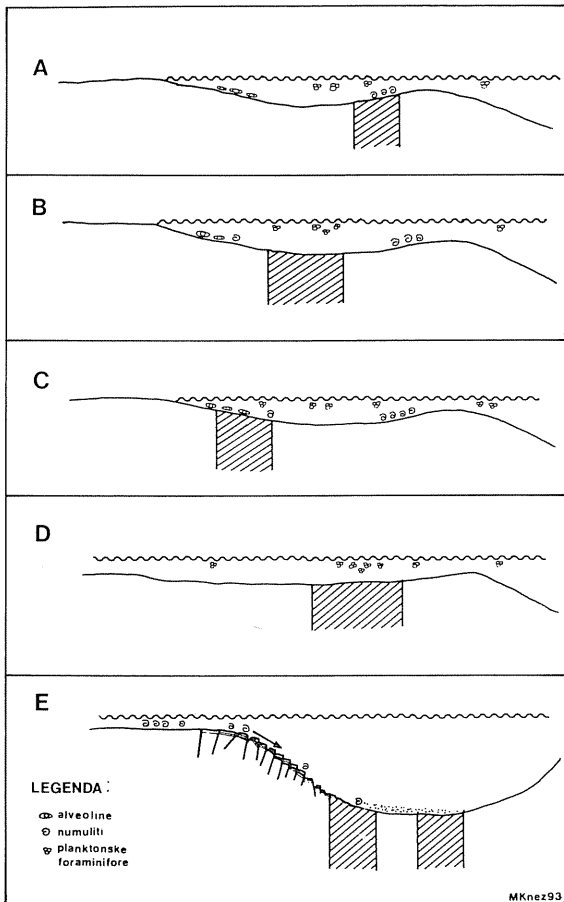 A
B
C
D
E
LEGENDA :
alveoline
numuliti
planktonske
foraminifore
MKnez93